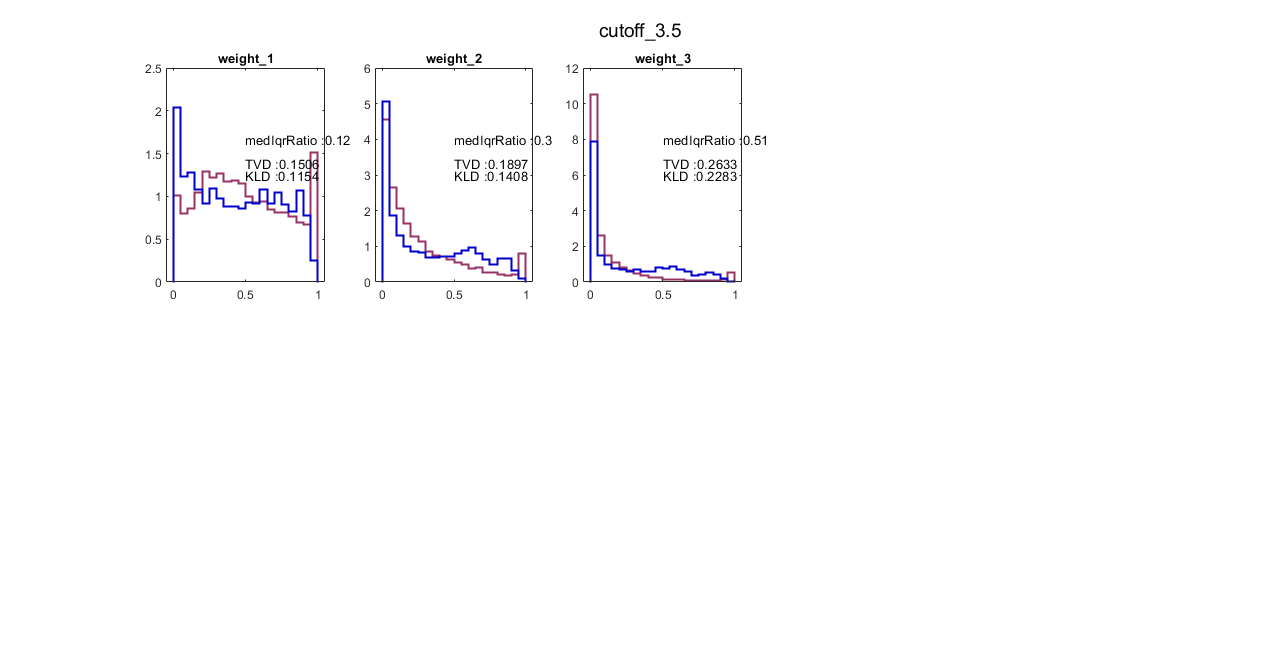 cutoff_3.5
weight_1
2.5
2
1.5
1
0.5
0
0
0.5
1
medIqrRatio :0.12
TVD :0.1506
KLD :0.1154
weight_2
6
5
4
3
2
1
0
0
0.5
1
medIqrRatio :0.3
TVD :0.1897
KLD :0.1408
weight_3
12
10
8
6
4
2
0
0
0.5
1
medIqrRatio :0.51
TVD :0.2633
KLD :0.2283